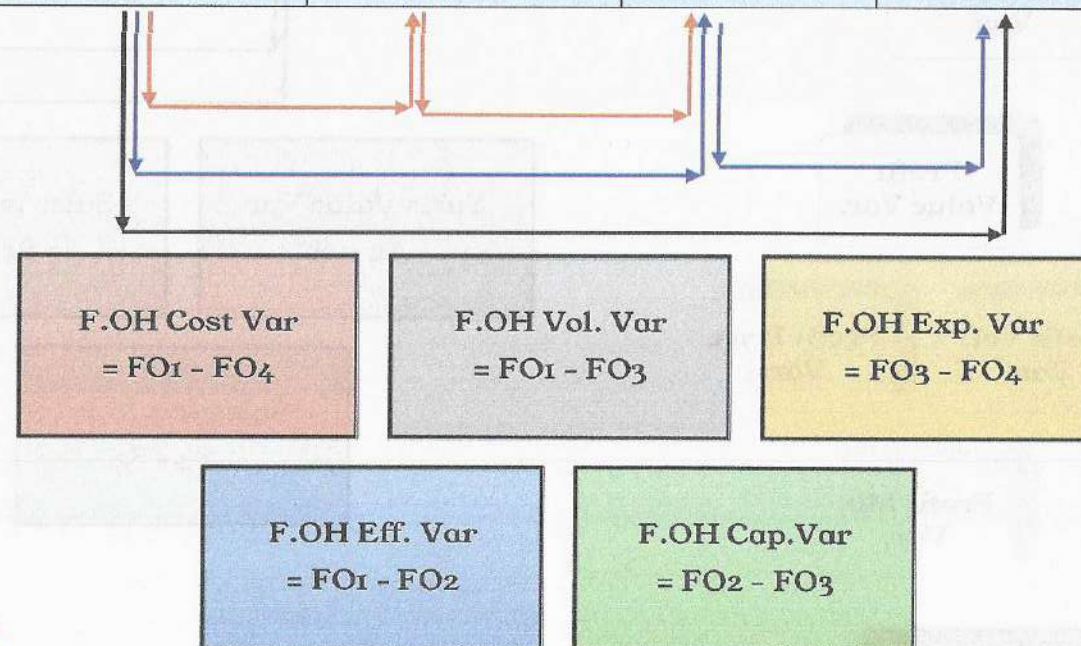 F.OH Cost Var
= FO1 - FO4
F.OH Vol. Var
= FO1 - FO3
F.OH Exp. Var
= FO3 - FO4
F.OH Eff. Var
= FO1 - FO2
F.OH Cap.Var
= FO2 - FO3